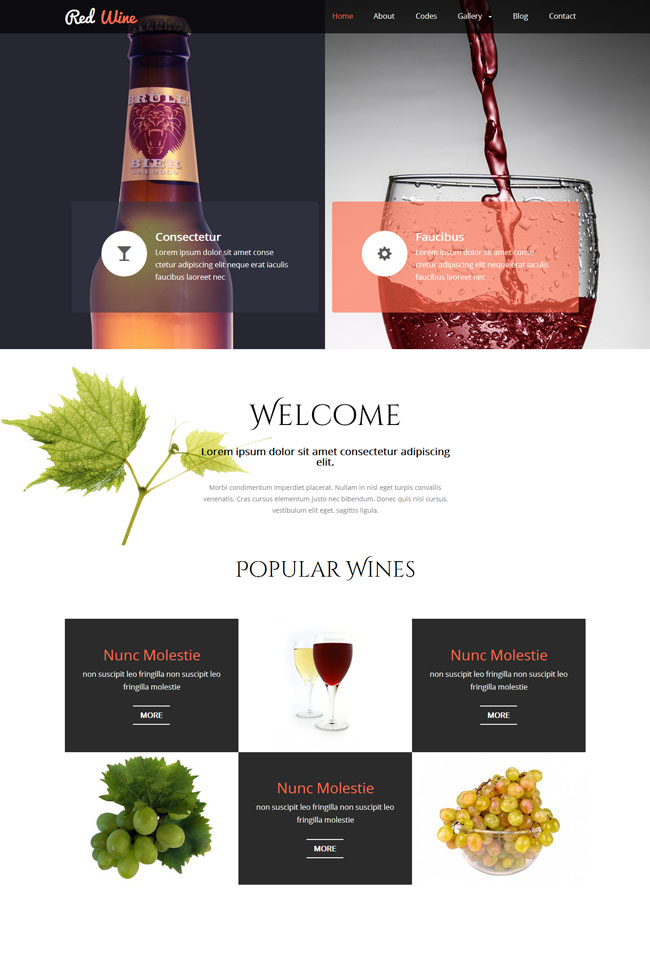 Red Wine
Home About Codes Gallery Blog Contact
BRÜLL
BIER
Consectetur
Lorem ipsum dolor sit amet conse
ctetur adipiscing elit neque erat iaculis
faucibus laoreet nec
Faucibus
Lorem ipsum dolor sit amet conse
ctetur adipiscing elit neque erat iaculis
faucibus laoreet nec
Welcome
Lorem ipsum dolor sit amet consectetur adipiscing
elit.
Morbi condimentum imperdiet placerat. Nullam in nisl eget turpis convallis
venenatis. Cras cursus elementum justo nec bibendum. Donec quis nisi cursus,
vestibulum elit eget, sagittis ligula.
Popular Wines
Nunc Molestie
non suscipit leo fringilla non suscipit leo
fringilla molestie
MORE
Nunc Molestie
non suscipit leo fringilla non suscipit leo
fringilla molestie
MORE
Nunc Molestie
non suscipit leo fringilla non suscipit leo
fringilla molestie
MORE